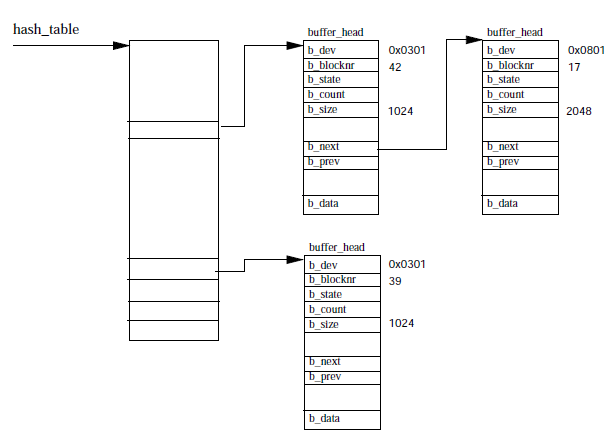 hash_table
buffer_head
b_dev 0x0301
b_blocknr 42
b_state
b_count
b_size 1024
b_next
b_prev
b_data
buffer_head
b_dev 0x0801
b_blocknr 17
b_state
b_count
b_size 2048
b_next
b_prev
b_data
buffer_head
b_dev 0x0301
b_blocknr 39
b_state
b_count
b_size 1024
b_next
b_prev
b_data